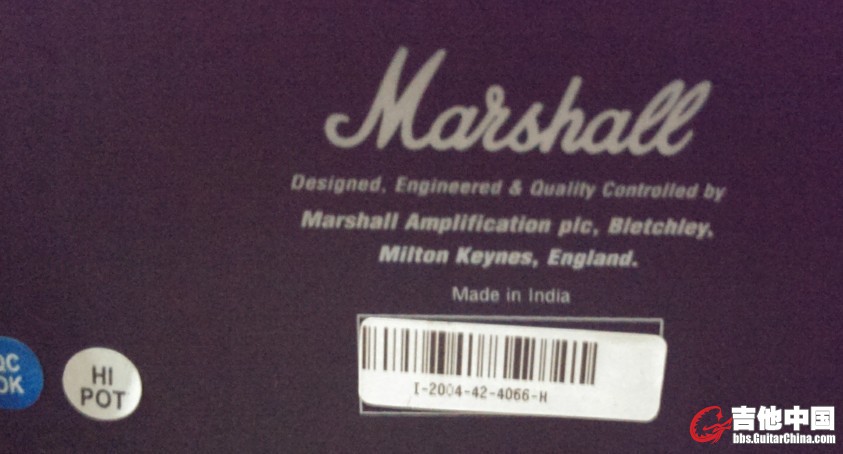 Marshall
Designed, Engineered & Quality Controlled by
Marshall Amplification plc, Bletchley,
Milton Keynes, England.
Made in India
I-2004-42-4066-H
QC
OK
HI
POT
吉他中国
bbs.GuitarChina.com